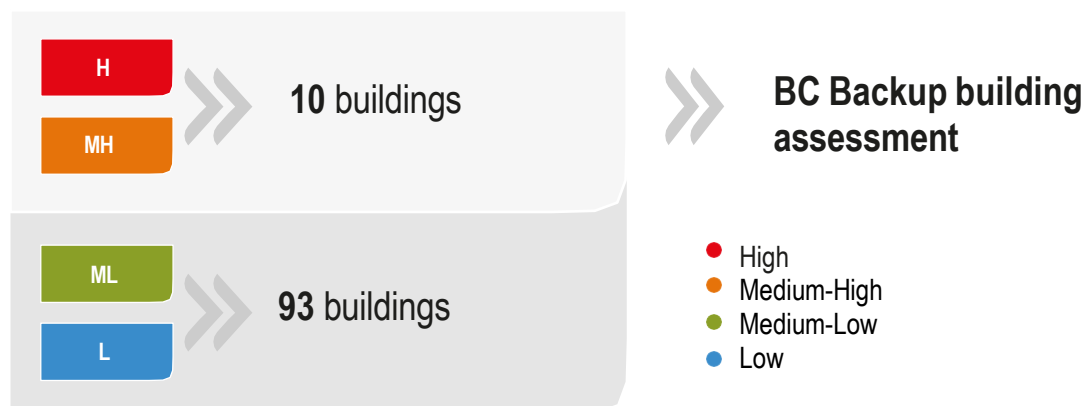 H
MH
10 buildings
BC Backup building
assessment
ML
L
93 buildings
High
Medium-High
Medium-Low
Low